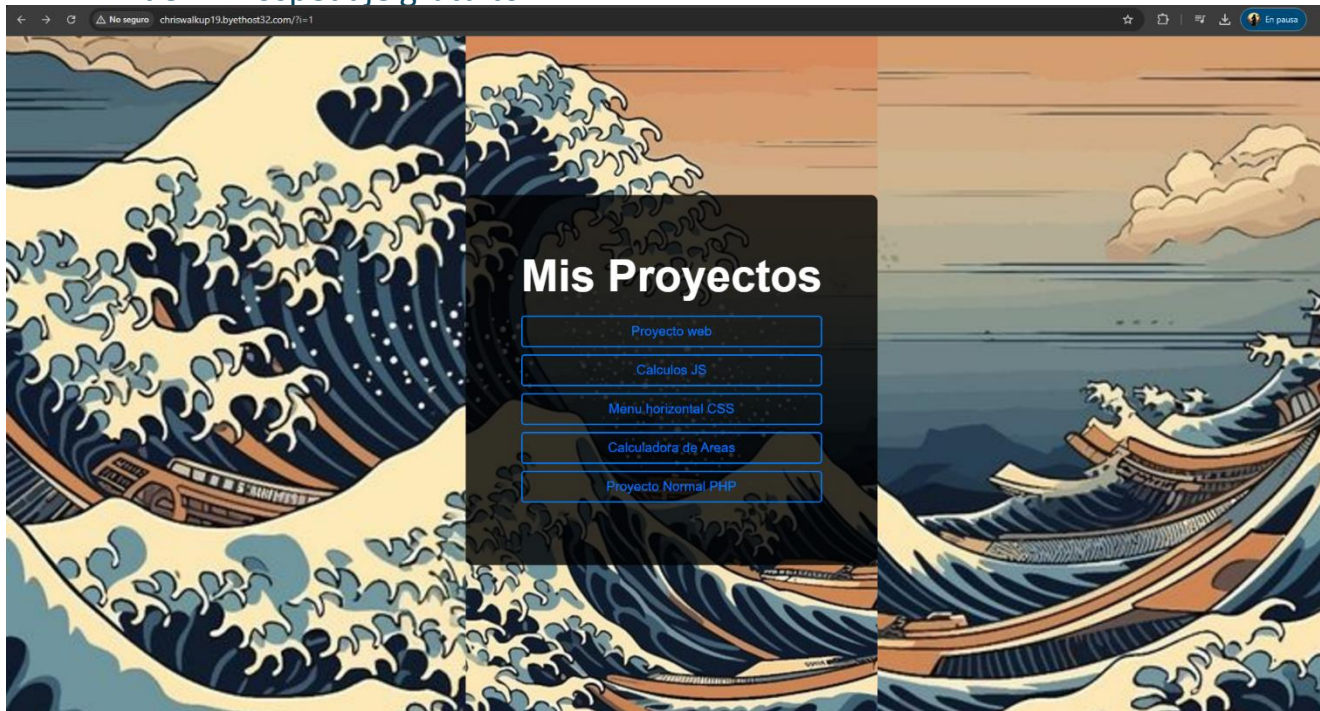 No seguro chriswalkup19.byethost32.com/?i=1 En pausa
Mis Proyectos
Proyecto web
Calculos JS
Menu horizontal CSS
Calculadora de Areas
Proyecto Normal PHP